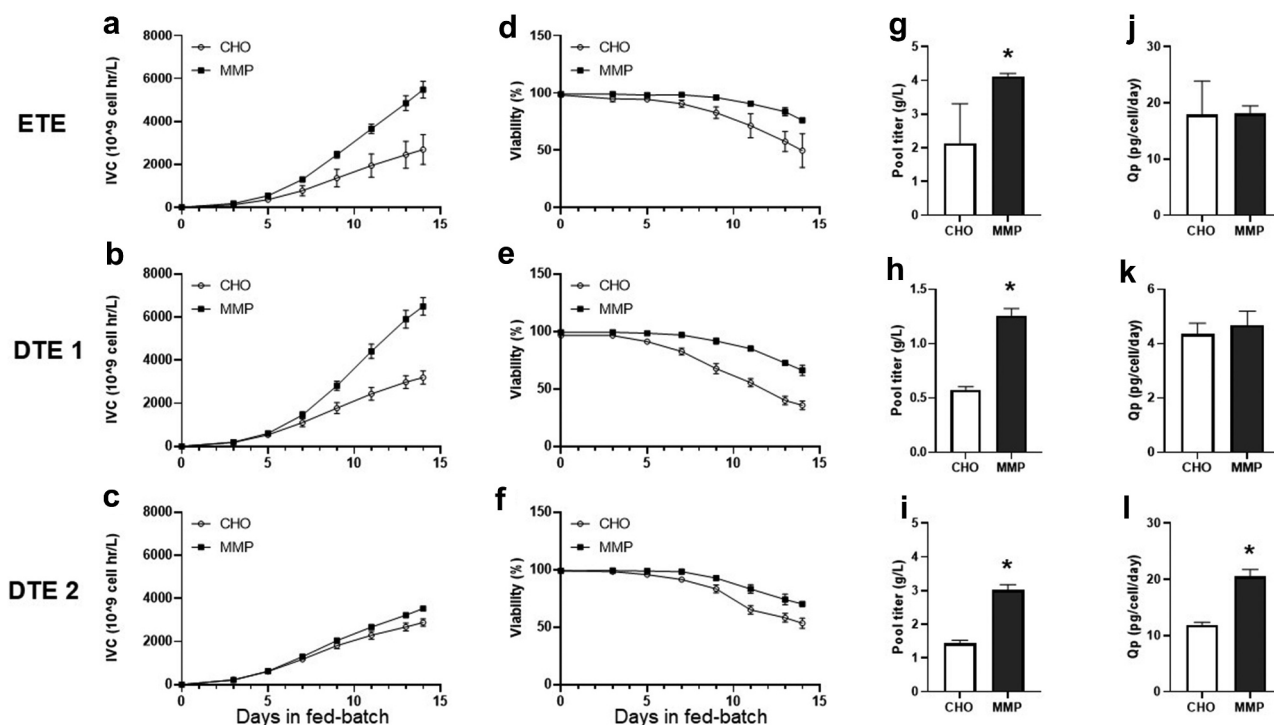 a
8000
CHO
MMP
6000
4000
2000
0
0 5 10 15
IVC (10^9 cell hr/L)
ETE
d
150
CHO
MMP
100
50
0
0 5 10 15
Viability (%)
g
5
4
3
2
1
0
*
CHO MMP
Pool titer (g/L)
j
30
20
10
0
CHO MMP
Qp (pg/cell/day)
b
8000
CHO
MMP
6000
4000
2000
0
0 5 10 15
IVC (10^9 cell hr/L)
DTE 1
e
150
CHO
MMP
100
50
0
0 5 10 15
Viability (%)
h
1.5
1.0
0.5
0.0
*
CHO MMP
Pool titer (g/L)
k
6
4
2
0
CHO MMP
Qp (pg/cell/day)
c
8000
CHO
MMP
6000
4000
2000
0
0 5 10 15
IVC (10^9 cell hr/L)
Days in fed-batch
DTE 2
f
150
CHO
MMP
100
50
0
0 5 10 15
Viability (%)
Days in fed-batch
i
5
4
3
2
1
0
*
CHO MMP
Pool titer (g/L)
l
30
20
10
0
*
CHO MMP
Qp (pg/cell/day)